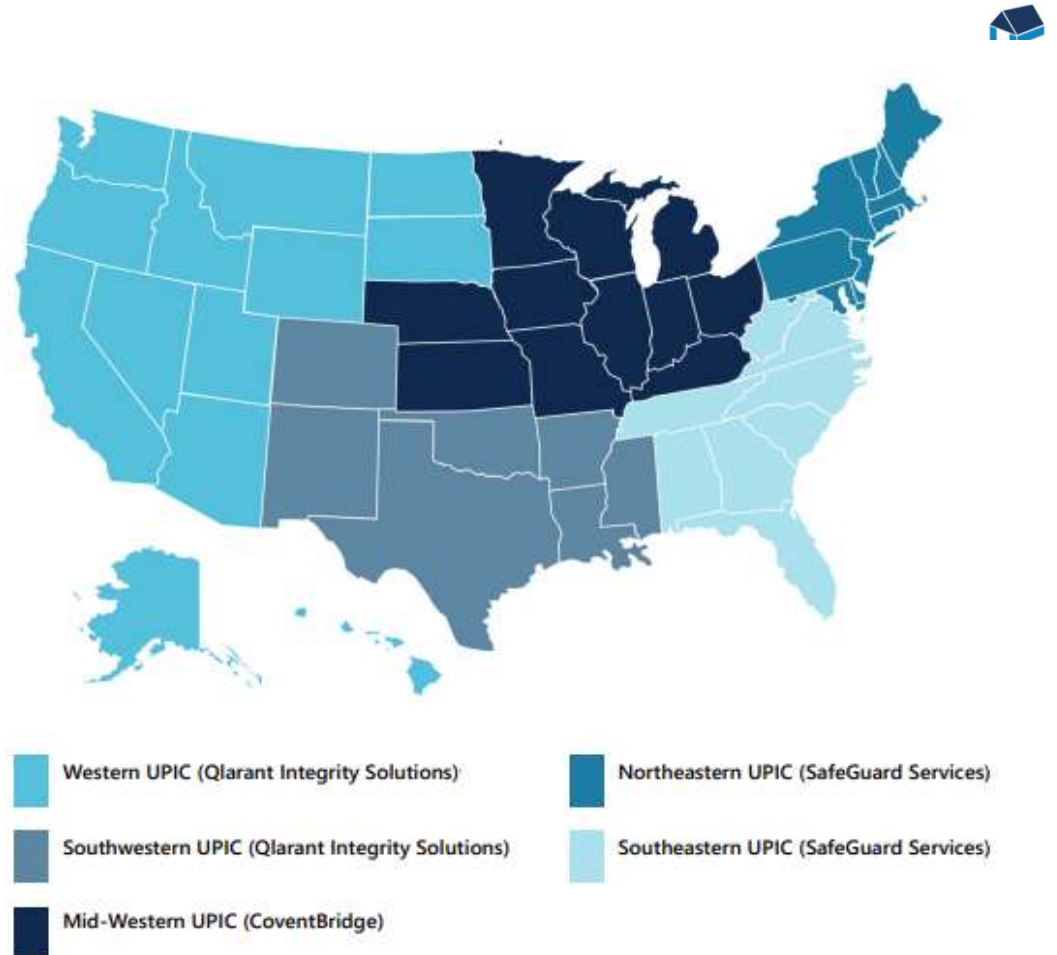 Western UPIC (Qlarant Integrity Solutions)
Northeastern UPIC (SafeGuard Services)
Southwestern UPIC (Qlarant Integrity Solutions)
Southeastern UPIC (SafeGuard Services)
Mid-Western UPIC (CoventBridge)